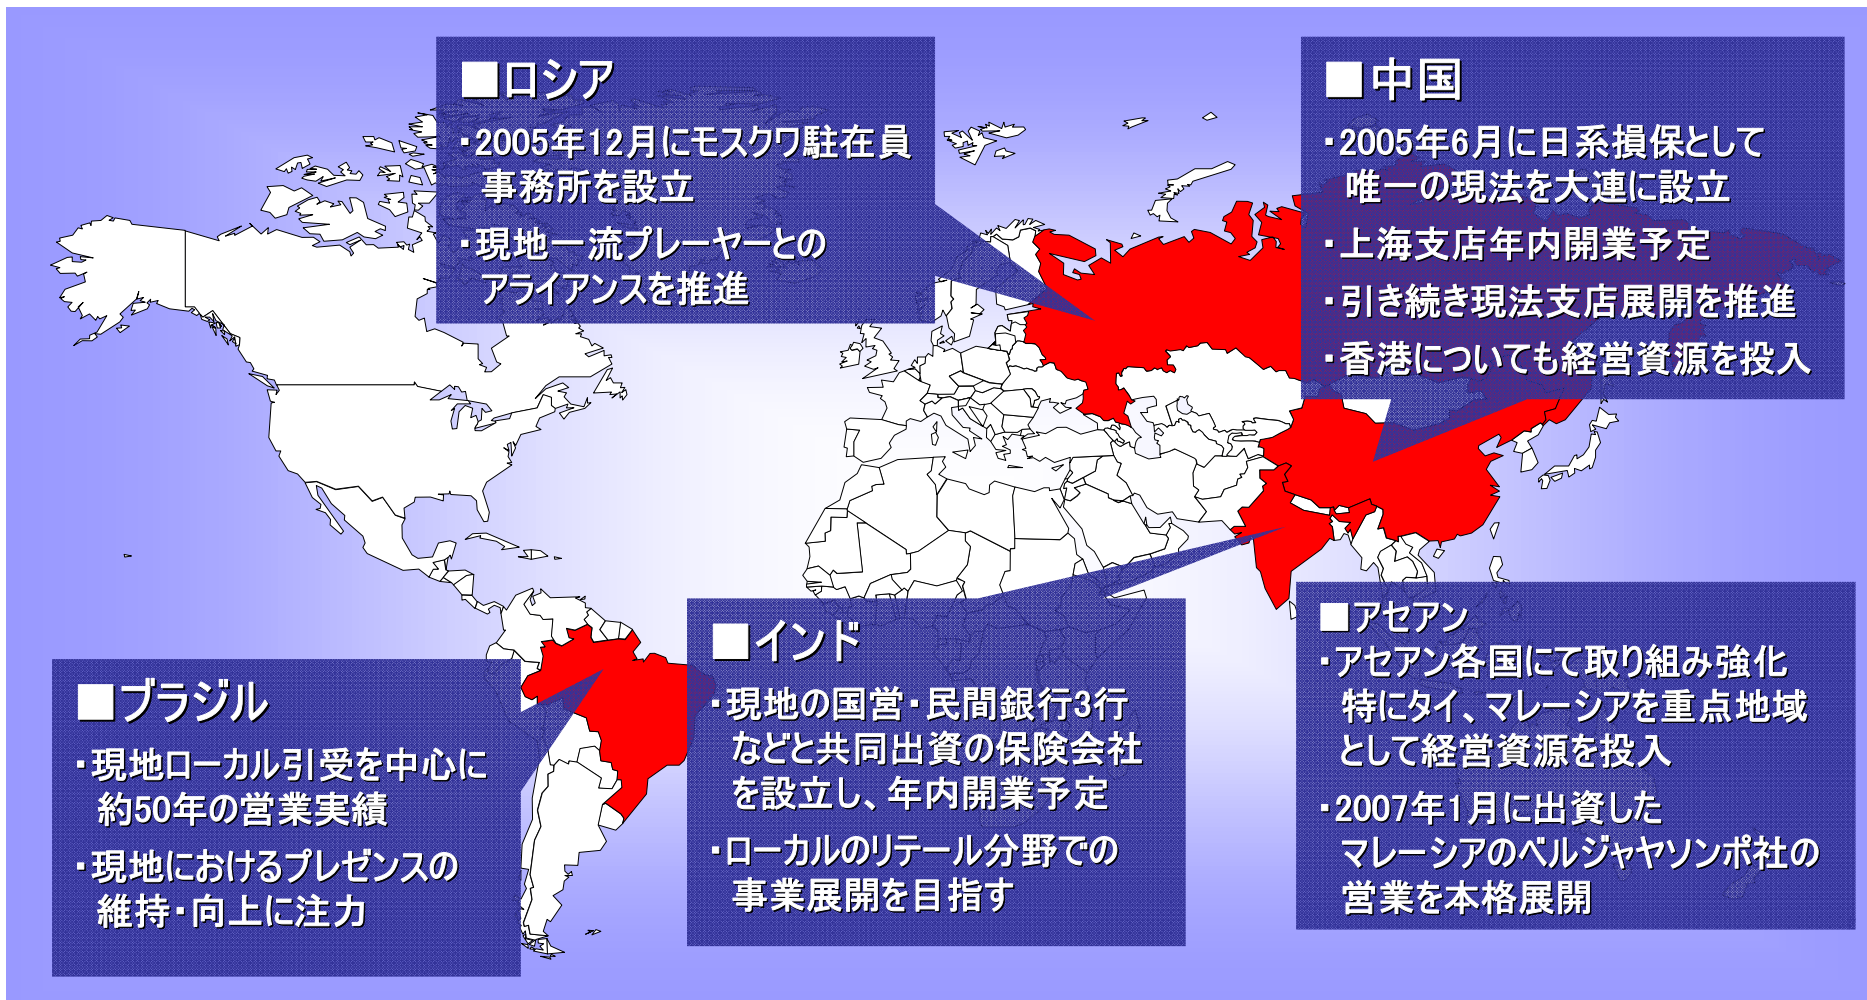 ■ロシア
・2005年12月にモスクワ駐在員
事務所を設立
・現地一流プレーヤーとの
アライアンスを推進
■中国
・2005年6月に日系損保として
唯一の現法を大連に設立
・上海支店年内開業予定
・引き続き現法支店展開を推進
・香港についても経営資源を投入
■ブラジル
・現地ローカル引受を中心に
約50年の営業実績
・現地におけるプレゼンスの
維持・向上に注力
■インド
・現地の国営・民間銀行3行
などと共同出資の保険会社
を設立し、年内開業予定
・ローカルのリテール分野での
事業展開を目指す
■アセアン
・アセアン各国にて取り組み強化
特にタイ、マレーシアを重点地域
として経営資源を投入
・2007年1月に出資した
マレーシアのベルジャヤソンポ社の
営業を本格展開